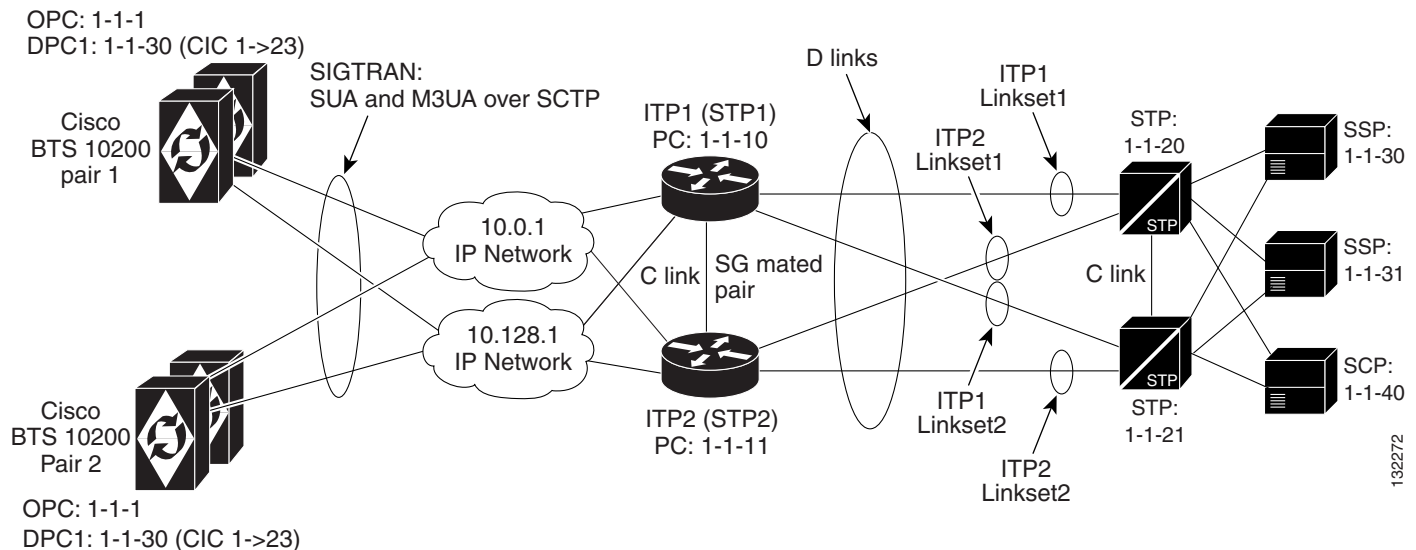 OPC: 1-1-1
DPC1: 1-1-30 (CIC 1->23)
SIGTRAN:
SUA and M3UA over SCTP
Cisco
BTS 10200
pair 1
10.0.1
IP Network
10.128.1
IP Network
Cisco
BTS 10200
Pair 2
OPC: 1-1-1
DPC1: 1-1-30 (CIC 1->23)
ITP1 (STP1)
PC: 1-1-10
C link
SG mated
pair
ITP2 (STP2)
PC: 1-1-11
D links
ITP2
Linkset1
ITP1
Linkset1
ITP1
Linkset2
ITP2
Linkset2
STP:
1-1-20
STP
C link
STP
STP:
1-1-21
SSP:
1-1-30
SSP:
1-1-31
SCP:
1-1-40
132272